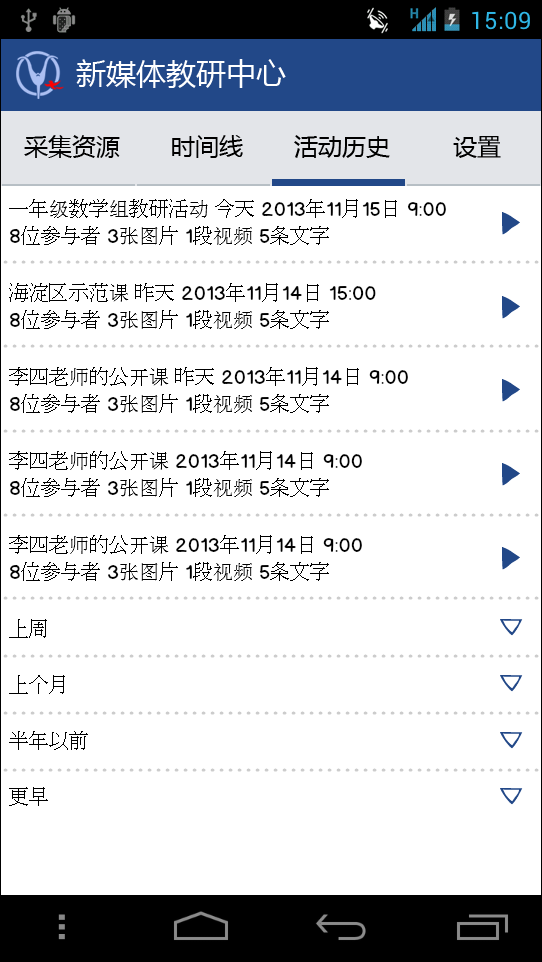 H
15:09
新媒体教研中心
采集资源 时间线 活动历史 设置
一年级数学组教研活动 今天 2013年11月15日 9:00
8位参与者 3张图片 1段视频 5条文字
海淀区示范课 昨天 2013年11月14日 15:00
8位参与者 3张图片 1段视频 5条文字
李四老师的公开课 昨天 2013年11月14日 9:00
8位参与者 3张图片 1段视频 5条文字
李四老师的公开课 2013年11月14日 9:00
8位参与者 3张图片 1段视频 5条文字
李四老师的公开课 2013年11月14日 9:00
8位参与者 3张图片 1段视频 5条文字
上周
上个月
半年以前
更早